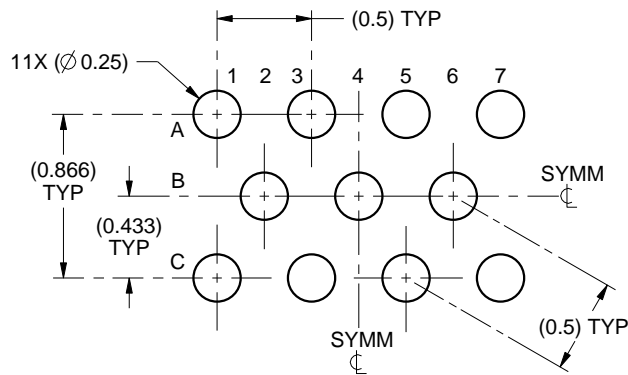 (0.5) TYP
11X (∅ 0.25)
1 2 3 4 5 6 7
A
(0.866)
TYP
B
SYMM
℄
(0.433)
TYP
C
(0.5) TYP
SYMM
℄